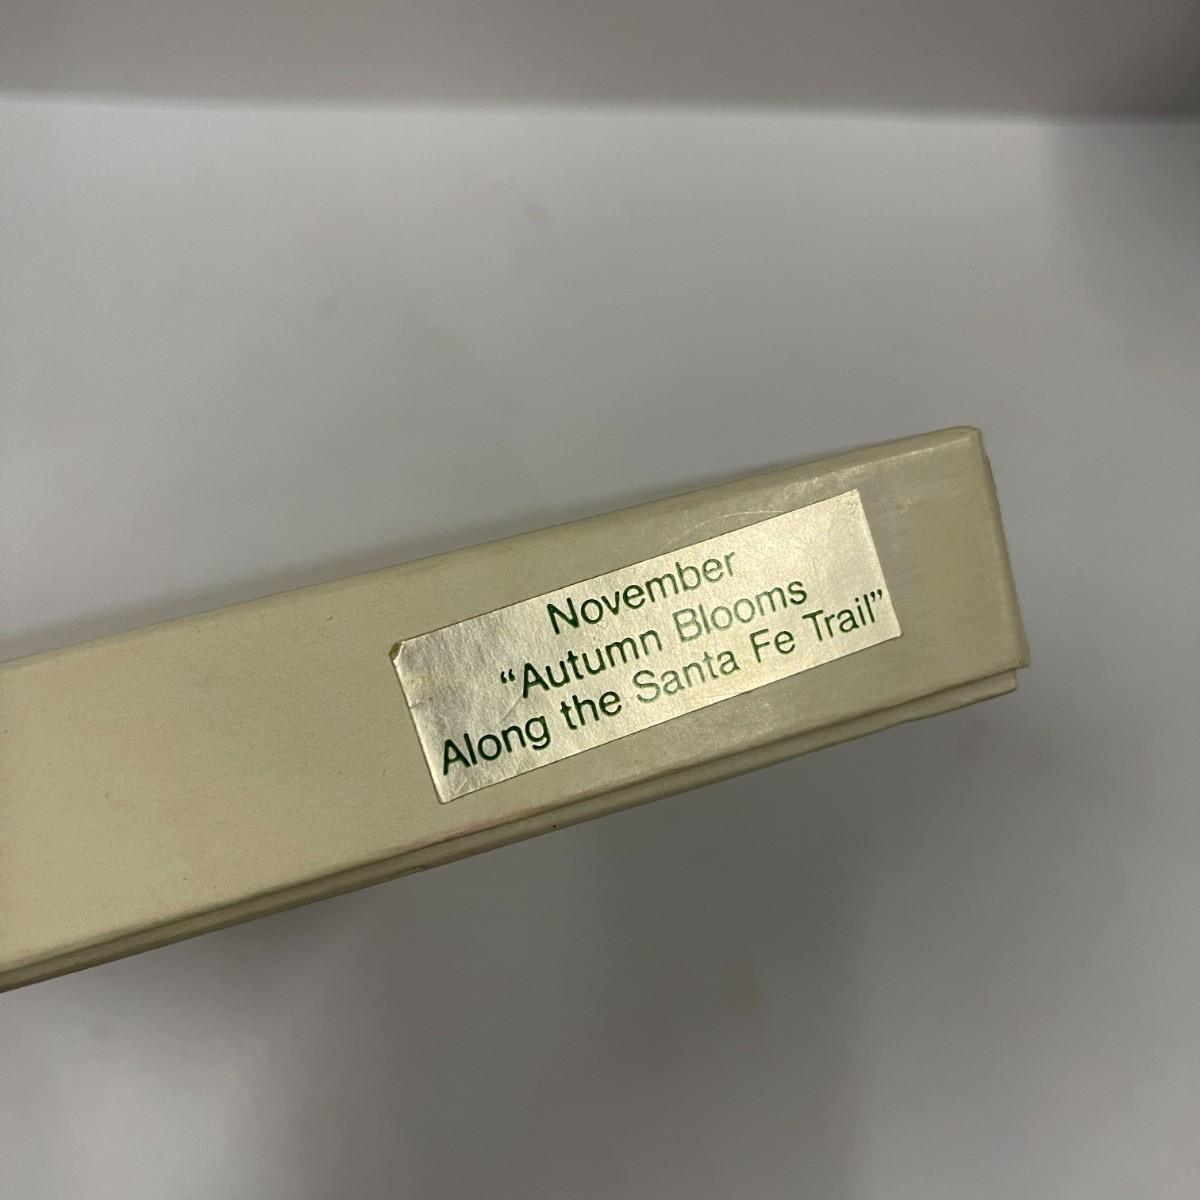 November
“Autumn Blooms
Along the Santa Fe Trail”